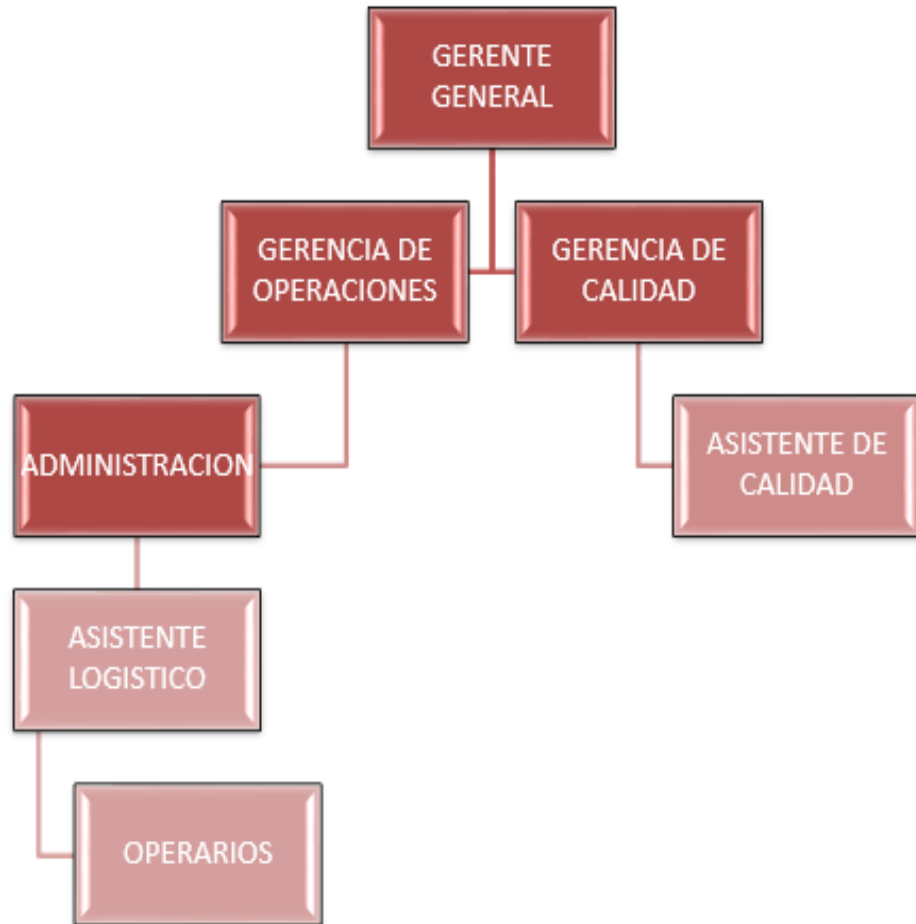 GERENTE
GENERAL
GERENCIA DE
OPERACIONES
GERENCIA DE
CALIDAD
ADMINISTRACION
ASISTENTE DE
CALIDAD
ASISTENTE
LOGISTICO
OPERARIOS